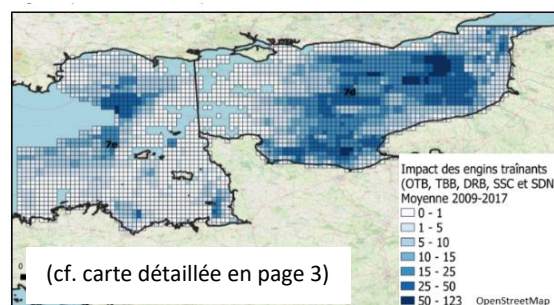 7d
7e
Impact des engins traînants
(OTB, TBB, DRB, SSC et SDN
Moyenne 2009-2017
0 - 1
1 - 5
5 - 10
10 - 15
15 - 25
25 - 50
50 - 123
(cf. carte détaillée en page 3)
0
OpenStreetMap